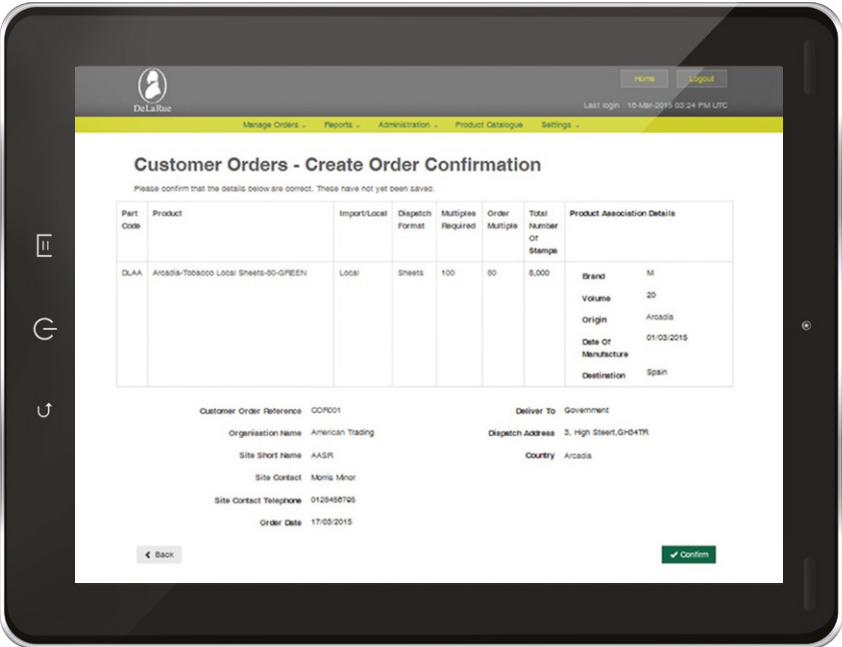 Home Logout
DeLaRue
Last login 16-Mar-2015 03:24 PM UTC
Manage Orders Reports Administration Product Catalogue Settings
Customer Orders - Create Order Confirmation
Please confirm that the details below are correct. These have not yet been saved.
Part Code Product Import/Local Dispatch Format Multiples Required Order Multiple Total Number Of Stamps Product Association Details
DLAA Arcadia-Tobacco Local Sheets-80-GREEN Local Sheets 100 80 8,000
Brand M
Volume 20
Origin Arcadia
Date Of Manufacture 01/03/2015
Destination Spain
Customer Order Reference COR001
Organisation Name American Trading
Site Short Name AASR
Site Contact Morris Minor
Site Contact Telephone
Order Date 17/03/2015
Deliver To Government
Dispatch Address 3, High Steert,GH34TR
Country Arcadia
Back
Confirm